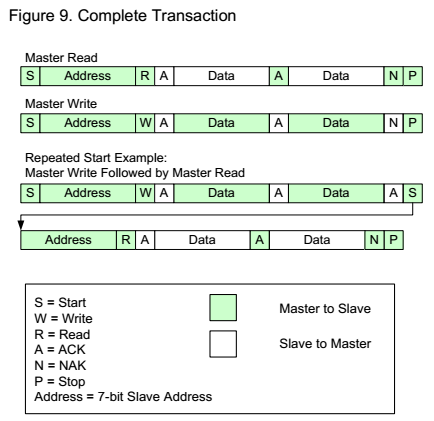 Figure 9. Complete Transaction
Master Read
S Address R A Data A Data N P
Master Write
S Address W A Data A Data N P
Repeated Start Example:
Master Write Followed by Master Read
S Address W A Data A Data A S
Address R A Data A Data N P
S = Start
W = Write
R = Read
A = ACK
N = NAK
P = Stop
Address = 7-bit Slave Address
Master to Slave
Slave to Master